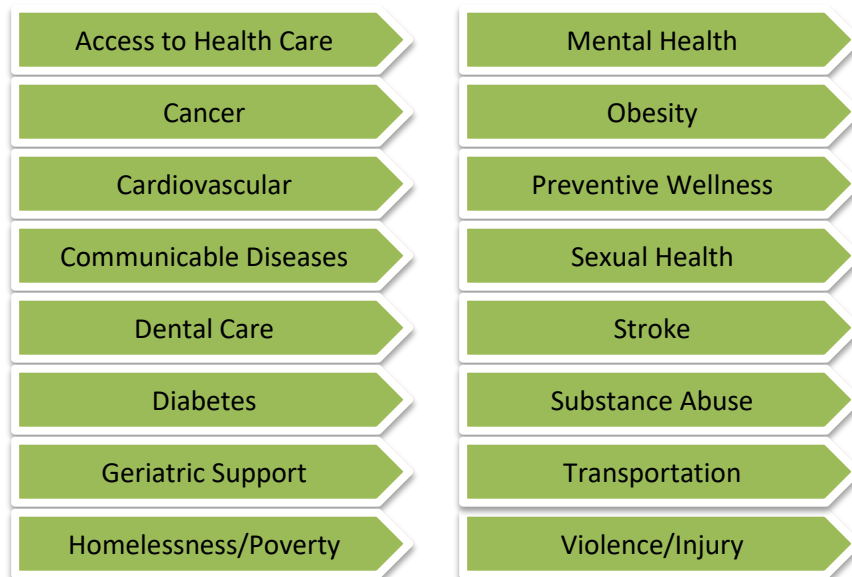 Access to Health Care
Cancer
Cardiovascular
Communicable Diseases
Dental Care
Diabetes
Geriatric Support
Homelessness/Poverty
Mental Health
Obesity
Preventive Wellness
Sexual Health
Stroke
Substance Abuse
Transportation
Violence/Injury